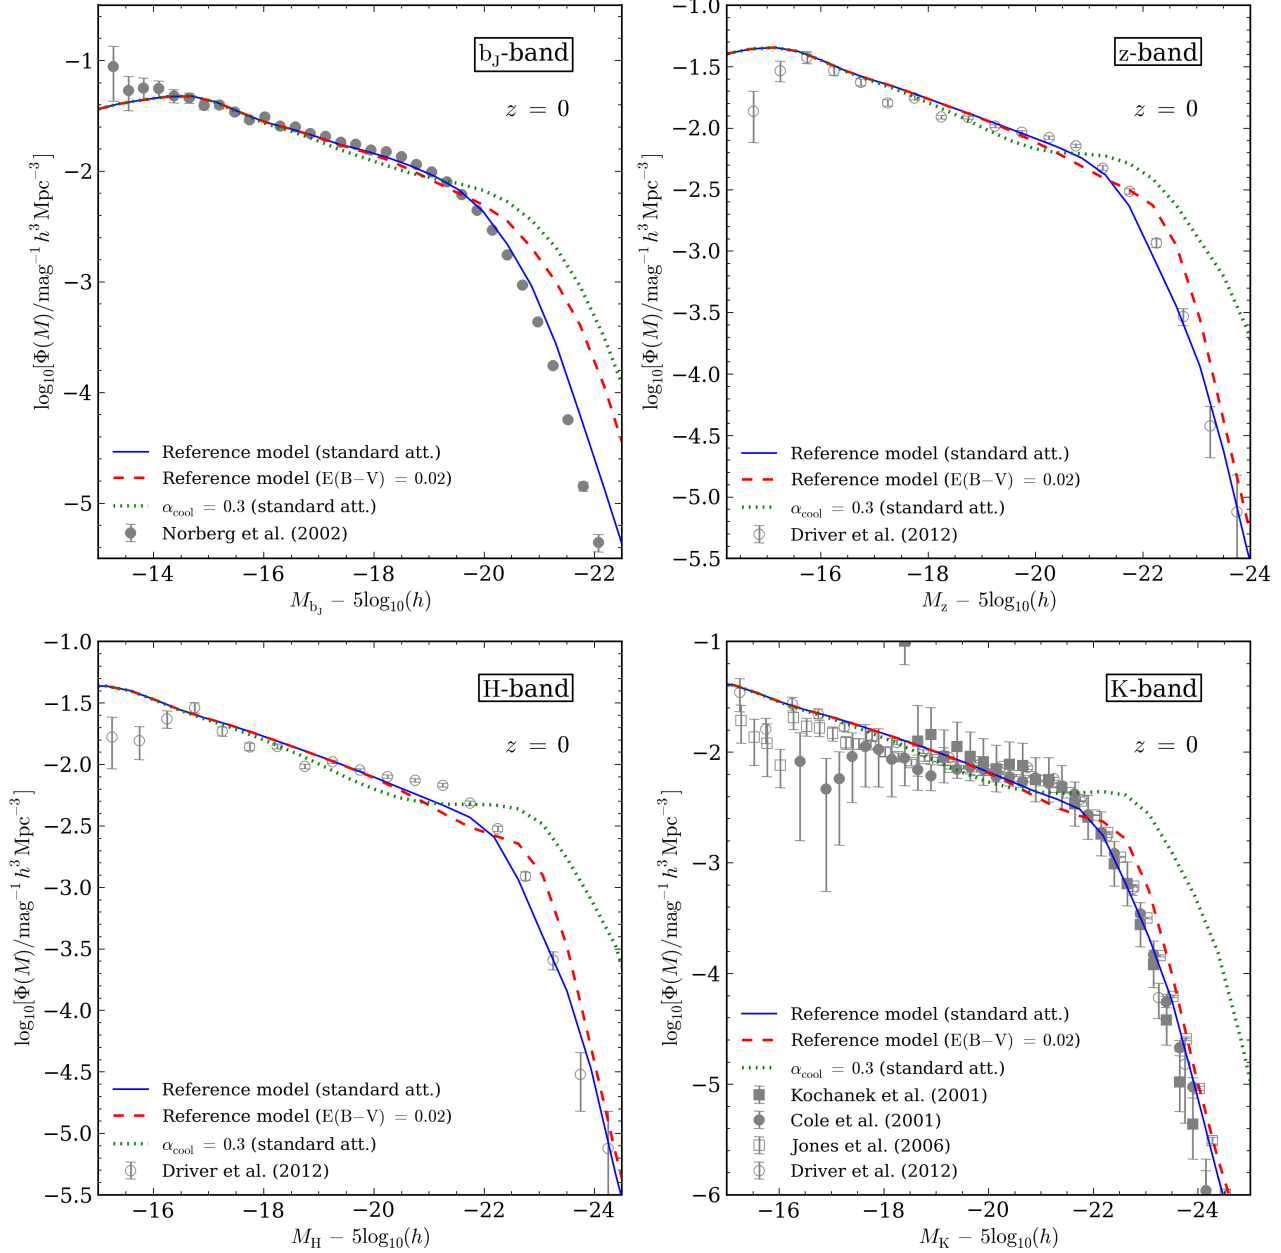 b_J-band
z = 0
−1
−2
−3
−4
−5
log₁₀[Φ(M)/mag⁻¹ h³ Mpc⁻³]
Reference model (standard att.)
Reference model (E(B−V) = 0.02)
α_cool = 0.3 (standard att.)
Norberg et al. (2002)
−14 −16 −18 −20 −22
M_b_J − 5log₁₀(h)
z-band
z = 0
−1.0
−1.5
−2.0
−2.5
−3.0
−3.5
−4.0
−4.5
−5.0
−5.5
log₁₀[Φ(M)/mag⁻¹ h³ Mpc⁻³]
Reference model (standard att.)
Reference model (E(B−V) = 0.02)
α_cool = 0.3 (standard att.)
Driver et al. (2012)
−16 −18 −20 −22 −24
M_z − 5log₁₀(h)
H-band
z = 0
−1.0
−1.5
−2.0
−2.5
−3.0
−3.5
−4.0
−4.5
−5.0
−5.5
log₁₀[Φ(M)/mag⁻¹ h³ Mpc⁻³]
Reference model (standard att.)
Reference model (E(B−V) = 0.02)
α_cool = 0.3 (standard att.)
Driver et al. (2012)
−16 −18 −20 −22 −24
M_H − 5log₁₀(h)
K-band
z = 0
−1
−2
−3
−4
−5
−6
log₁₀[Φ(M)/mag⁻¹ h³ Mpc⁻³]
Reference model (standard att.)
Reference model (E(B−V) = 0.02)
α_cool = 0.3 (standard att.)
Kochanek et al. (2001)
Cole et al. (2001)
Jones et al. (2006)
Driver et al. (2012)
−16 −18 −20 −22 −24
M_K − 5log₁₀(h)